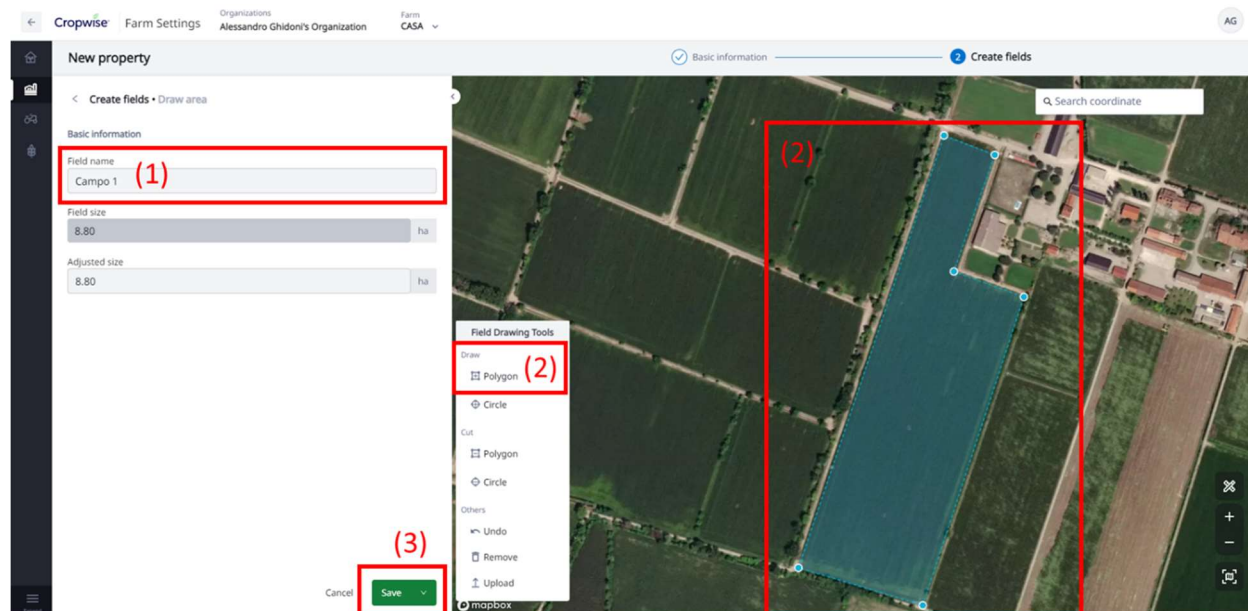 Cropwise Farm Settings
Organizations
Alessandro Ghidoni's Organization
Farm
CASA
AG
New property
Basic information
2 Create fields
Create fields • Draw area
Search coordinate
Basic information
Field name
Campo 1
(1)
Field size
8.80 ha
Adjusted size
8.80 ha
Field Drawing Tools
Draw
Polygon
(2)
Circle
Cut
Polygon
Circle
Others
Undo
Remove
Upload
(2)
(3)
Cancel
Save
mapbox